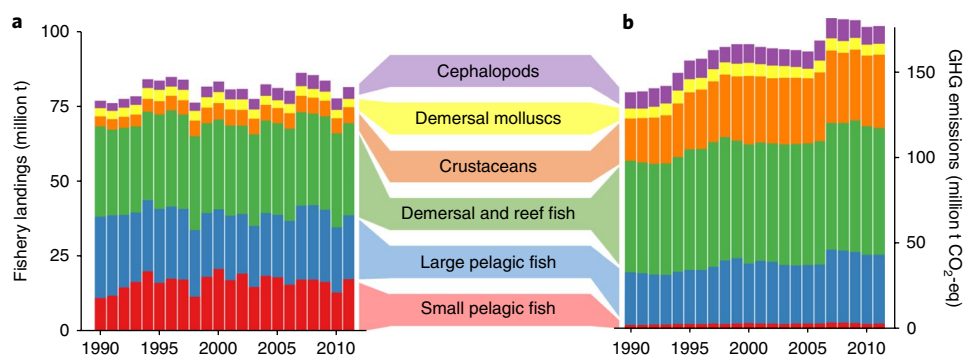 a
b
Fishery landings (million t)
100
75
50
25
0
1990
1995
2000
2005
2010
Cephalopods
Demersal molluscs
Crustaceans
Demersal and reef fish
Large pelagic fish
Small pelagic fish
1990
1995
2000
2005
2010
150
100
50
0
GHG emissions (million t CO₂-eq)